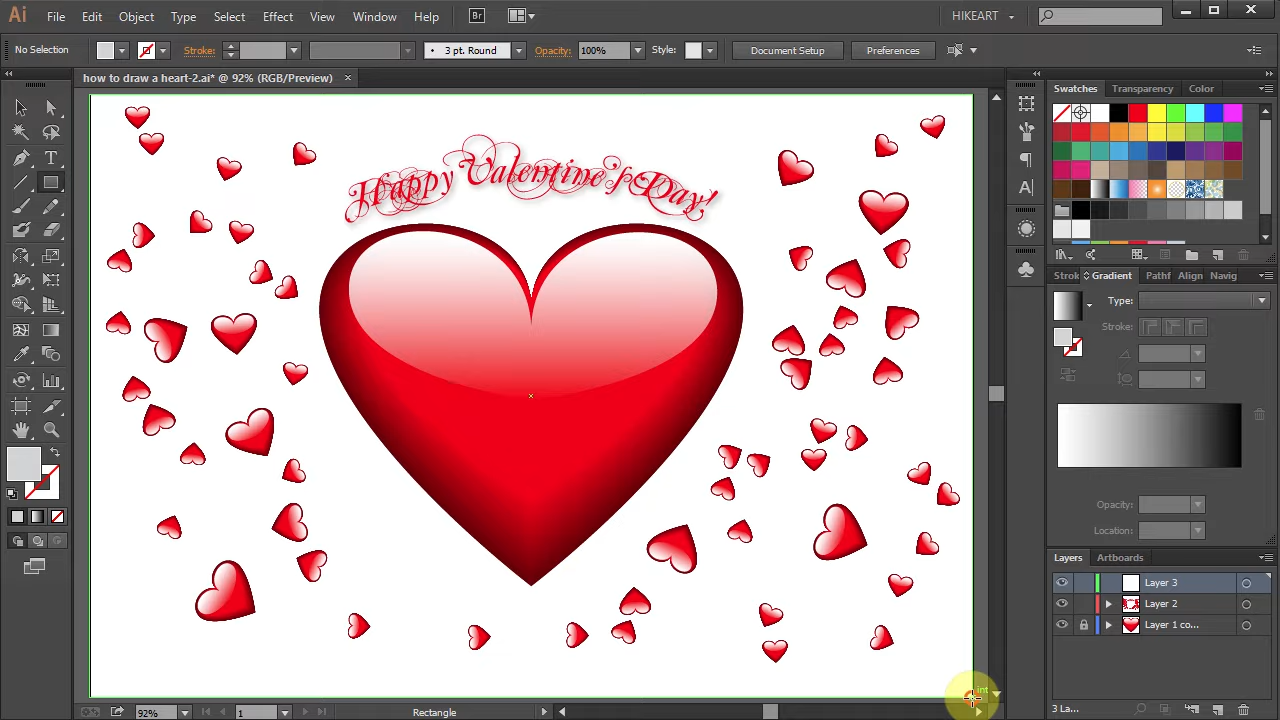 Ai File Edit Object Type Select Effect View Window Help Br HIKEART
No Selection Stroke: 3 pt. Round Opacity: 100% Style: Document Setup Preferences
how to draw a heart-2.ai* @ 92% (RGB/Preview)
Swatches Transparency Color
Happy Valentine's Day!
Strok Gradient Pathf Align Navig
Type:
Stroke:
Opacity:
Location:
Layers Artboards
Layer 3
Layer 2
Layer 1 co...
int
92% 1 Rectangle 3 La...